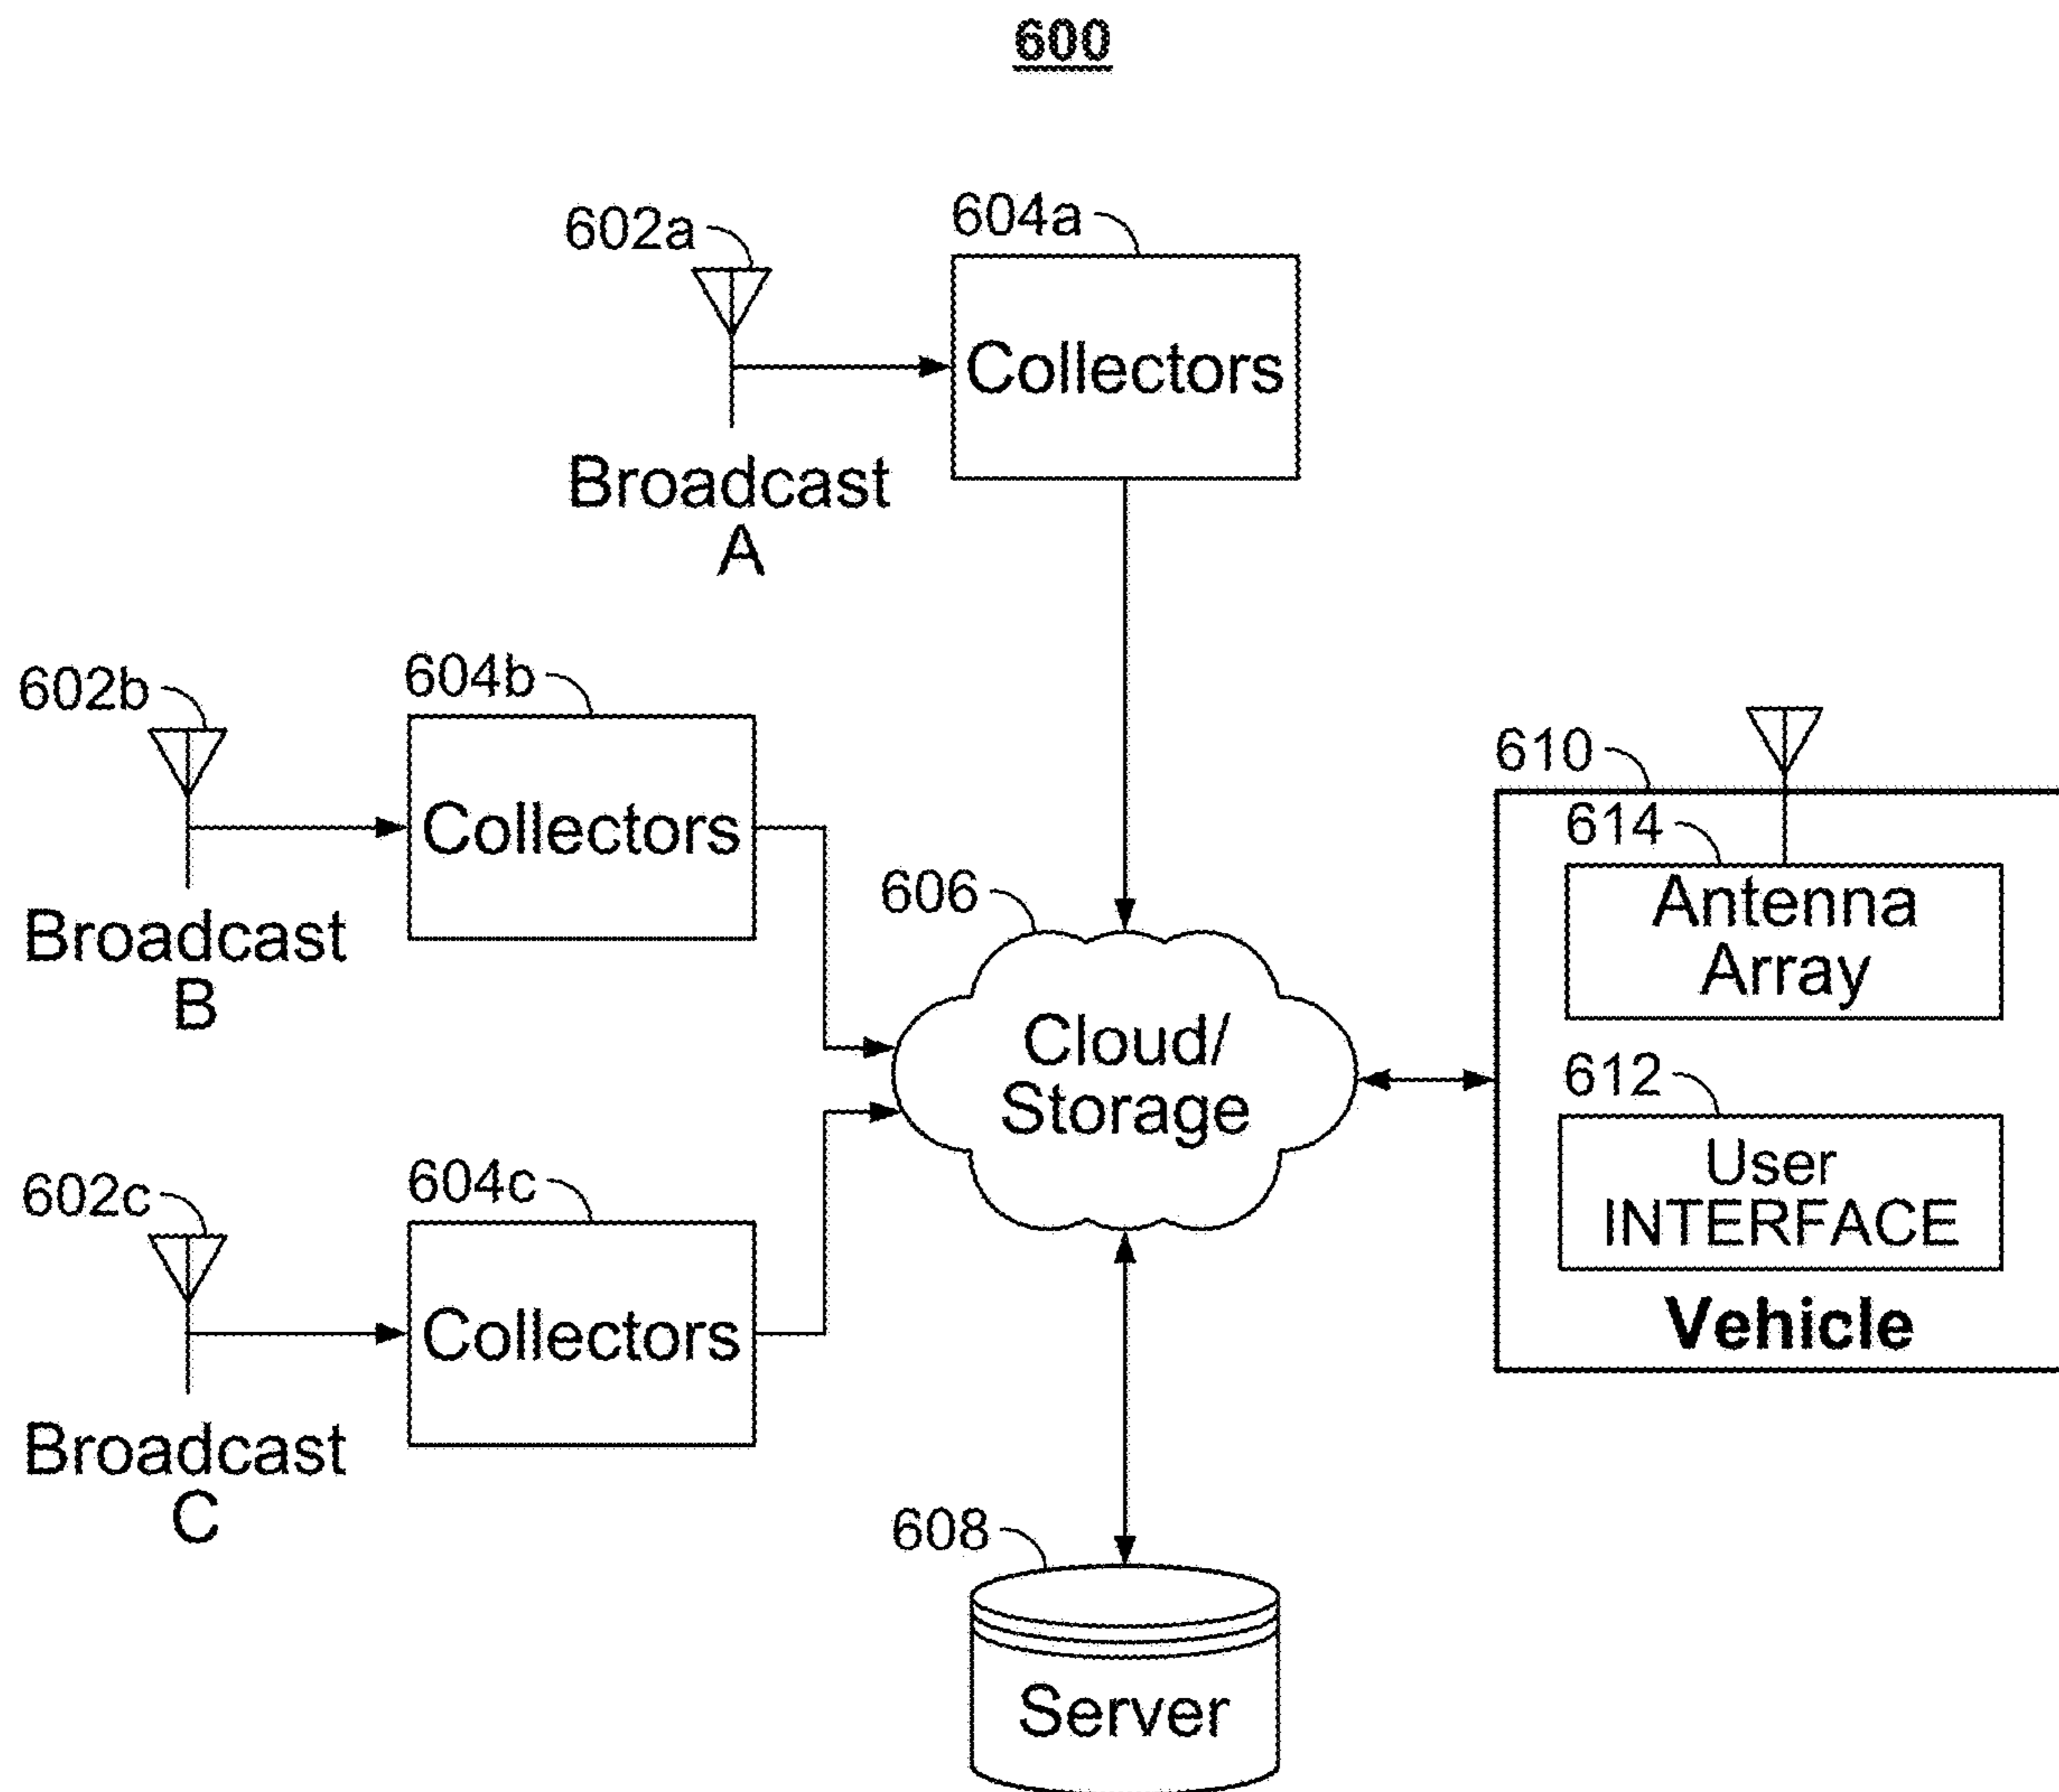 600
602a
604a
Collectors
Broadcast
A
602b
604b
Collectors
Broadcast
B
606
Cloud/
Storage
610
614
Antenna
Array
612
User
INTERFACE
Vehicle
602c
604c
Collectors
Broadcast
C
608
Server